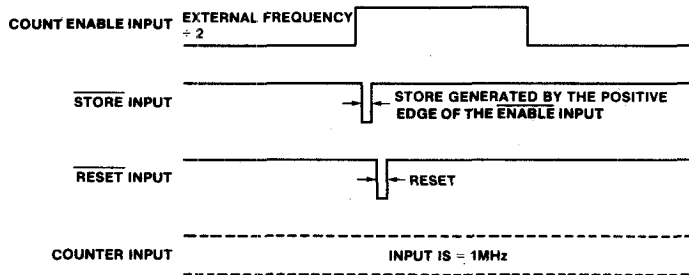 COUNT ENABLE INPUT
EXTERNAL FREQUENCY
÷ 2
STORE INPUT
STORE GENERATED BY THE POSITIVE
EDGE OF THE ENABLE INPUT
RESET INPUT
RESET
COUNTER INPUT
INPUT IS = 1MHz